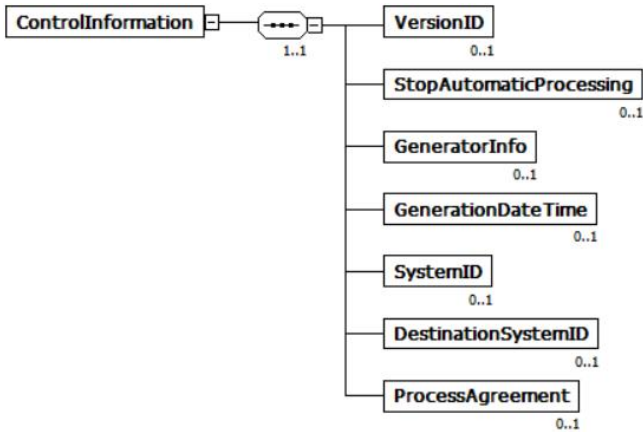 ControlInformation
1..1
VersionID
0..1
StopAutomaticProcessing
0..1
GeneratorInfo
0..1
GenerationDateTime
0..1
SystemID
0..1
DestinationSystemID
0..1
ProcessAgreement
0..1